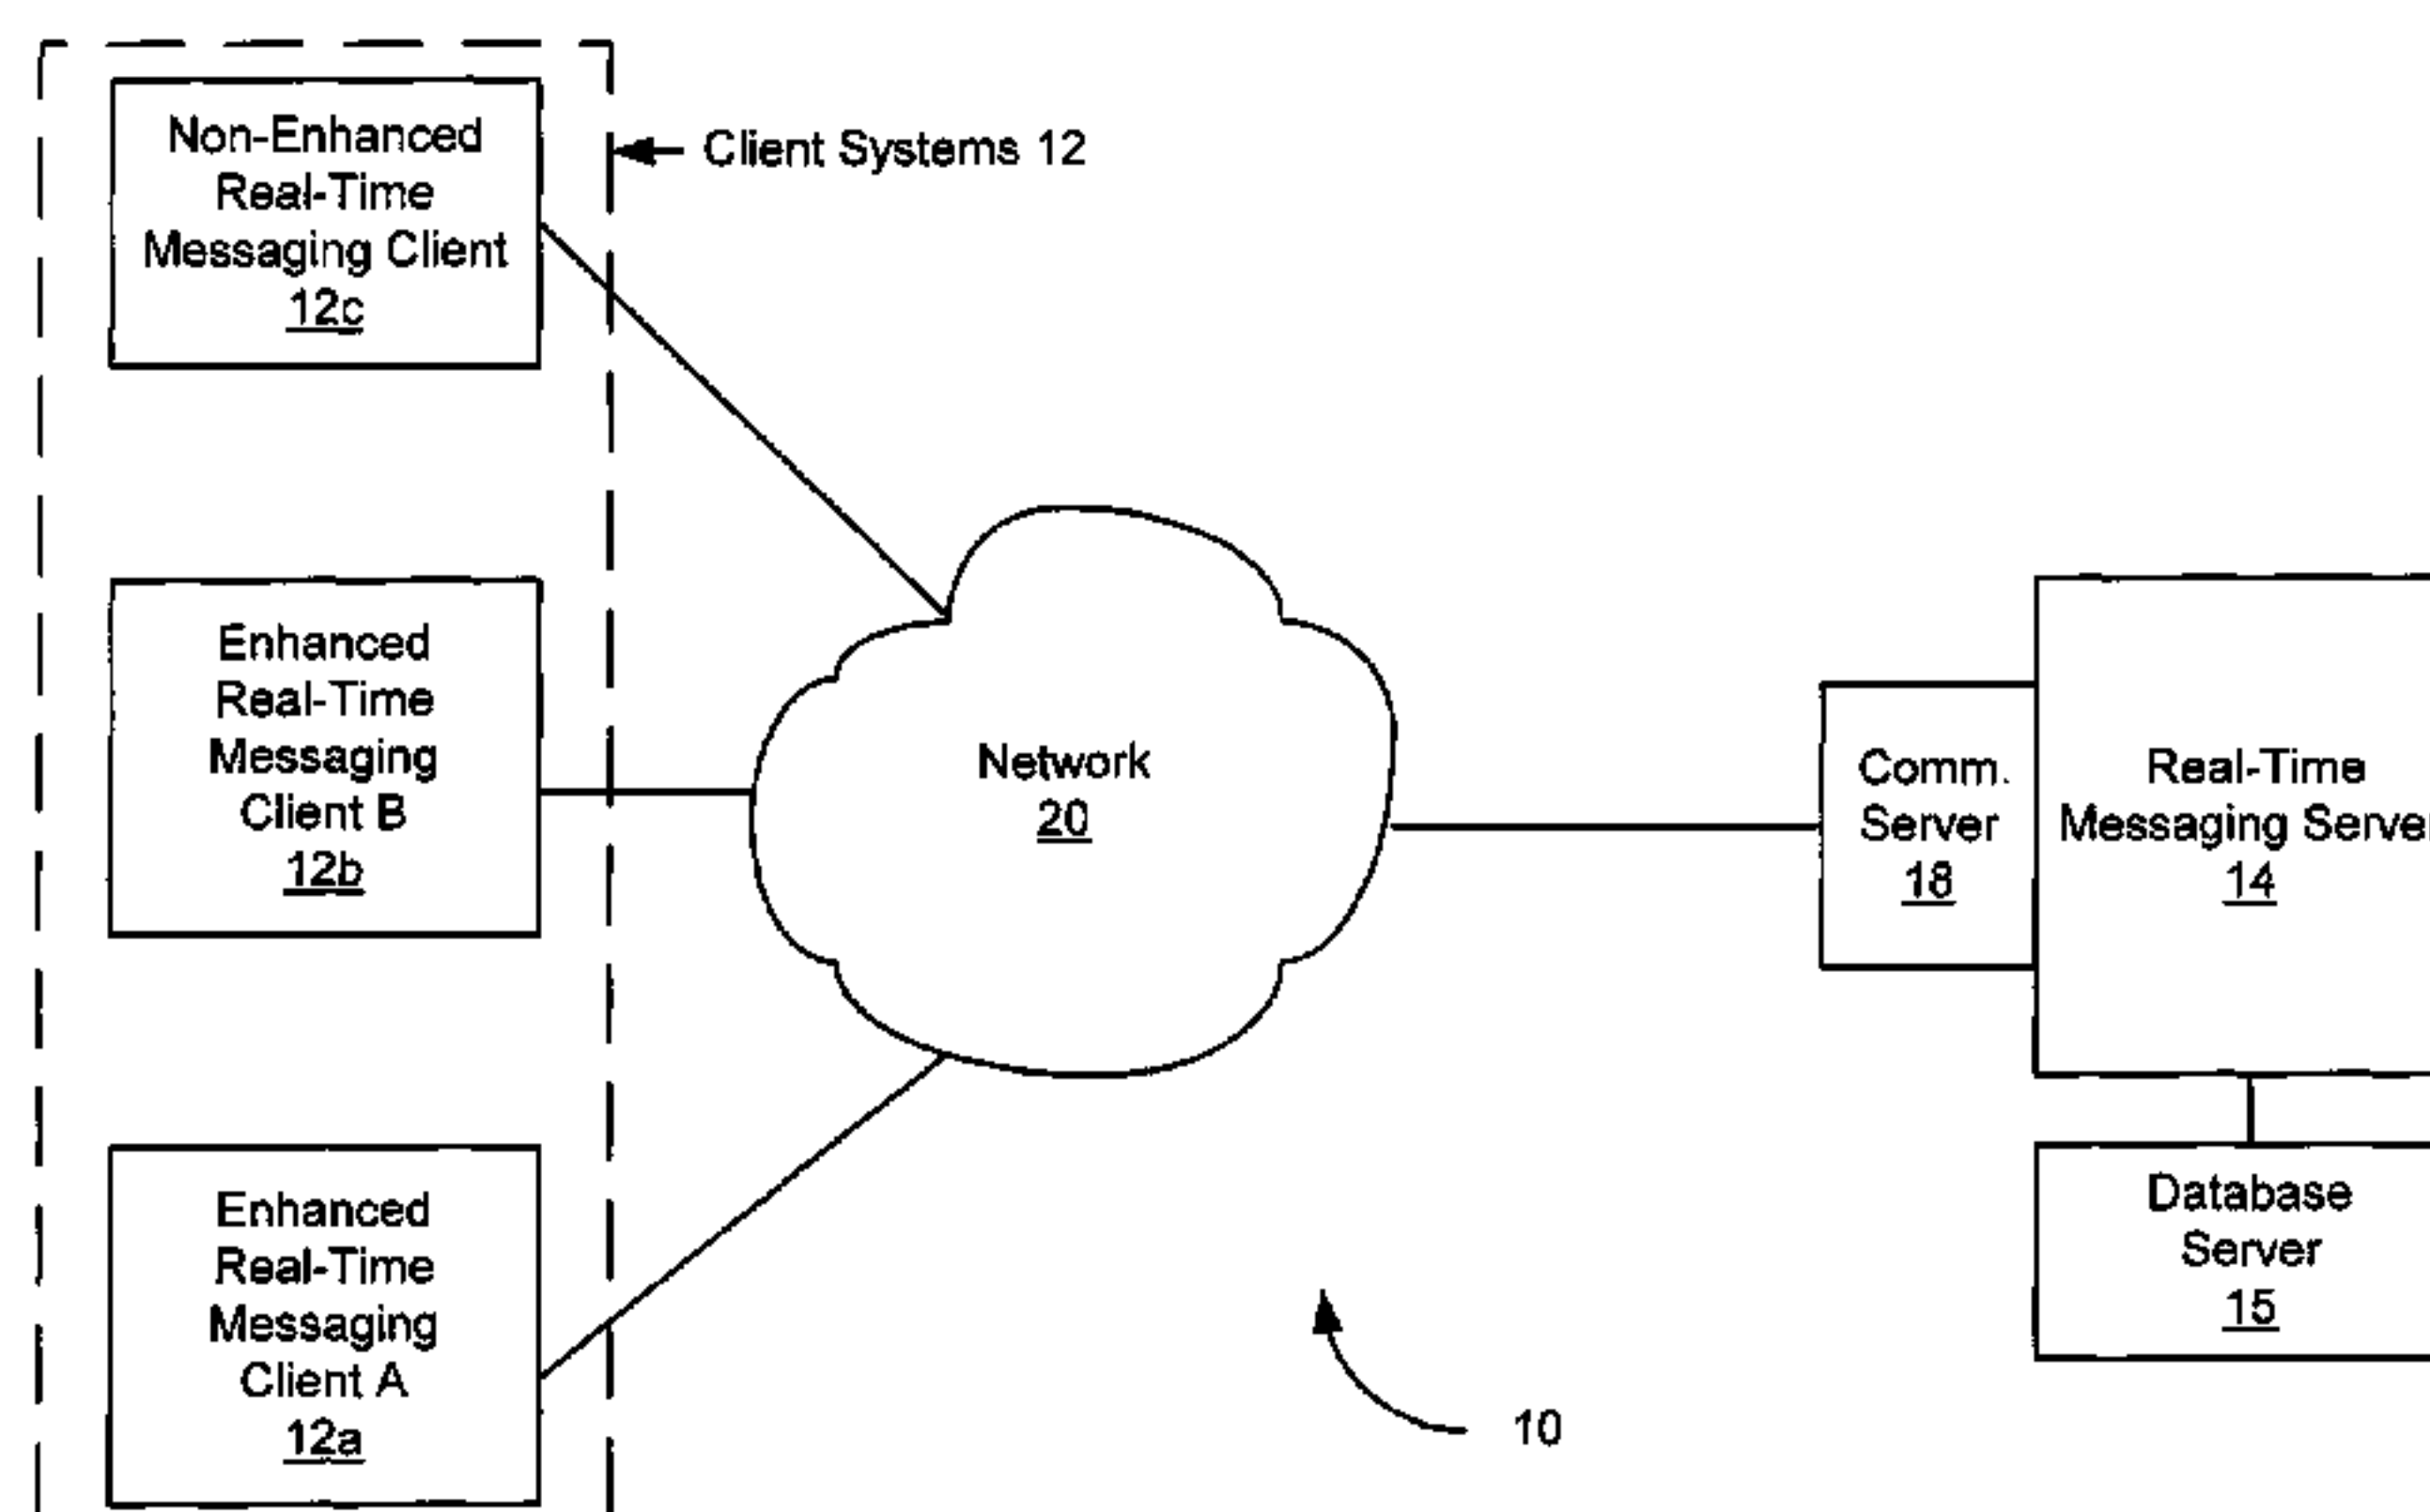 Non-Enhanced
Real-Time
Messaging Client
12c
Client Systems 12
Enhanced
Real-Time
Messaging
Client B
12b
Network
20
Comm.
Server
18
Real-Time
Messaging Server
14
Enhanced
Real-Time
Messaging
Client A
12a
Database
Server
15
10